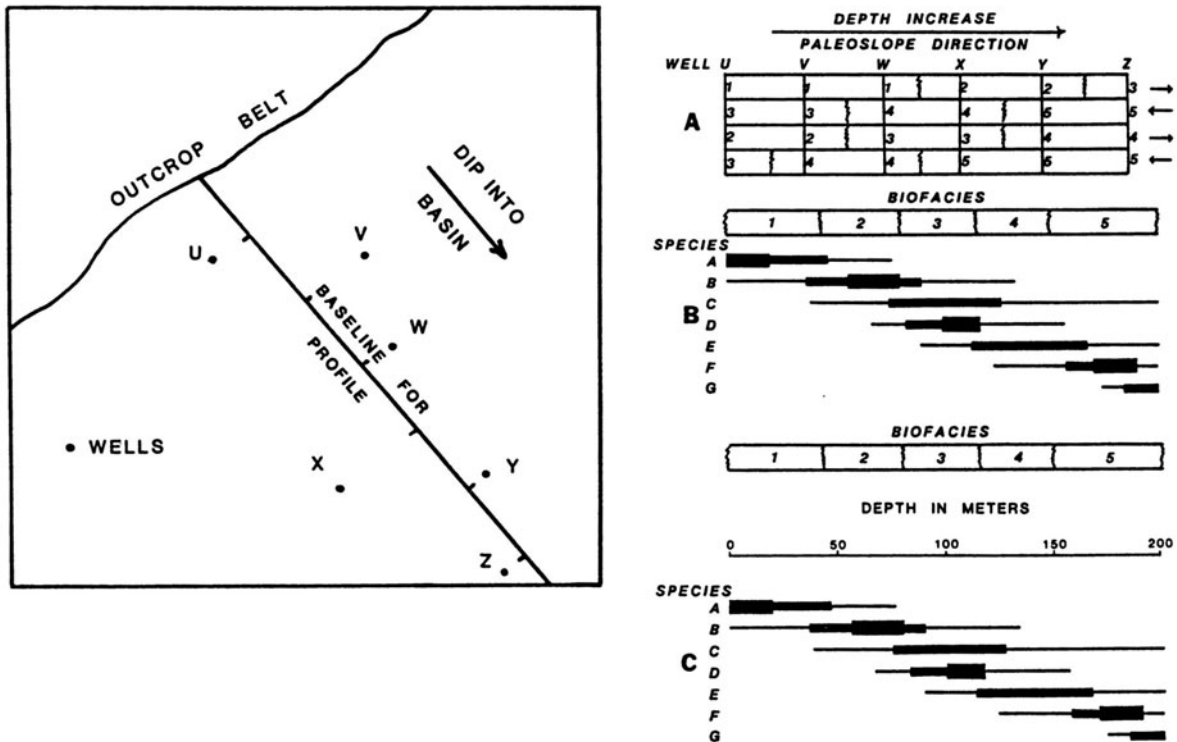 OUTCROP BELT
DIP INTO
BASIN
U
V
W
BASELINE FOR
PROFILE
WELLS
X
Y
Z
DEPTH INCREASE
PALEOSLOPE DIRECTION
WELL U V W X Y Z
1 1 1 2 2 3
A
3 3 4 4 5 5
2 2 3 3 4 4
3 4 4 5 5 5
BIOFACIES
1 2 3 4 5
SPECIES
A
B
C
B
D
E
F
G
BIOFACIES
1 2 3 4 5
DEPTH IN METERS
0 50 100 150 200
SPECIES
A
B
C
C
D
E
F
G